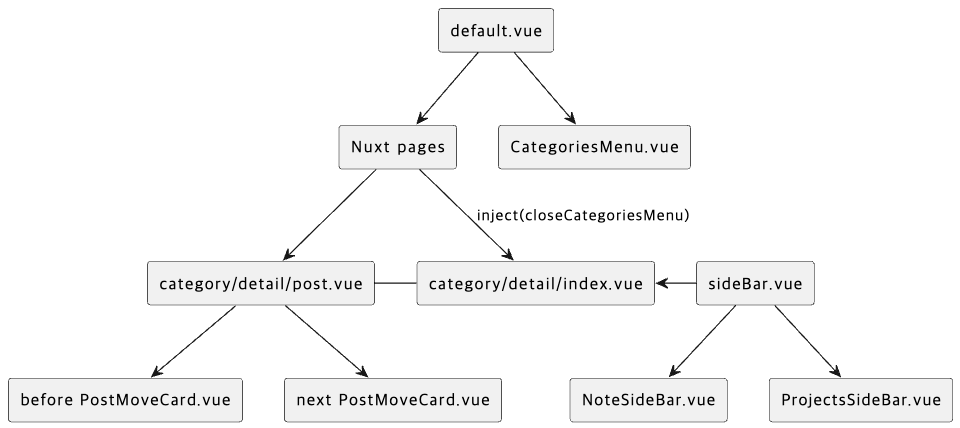 default.vue
Nuxt pages
CategoriesMenu.vue
inject(closeCategoriesMenu)
category/detail/post.vue
category/detail/index.vue
sideBar.vue
before PostMoveCard.vue
next PostMoveCard.vue
NoteSideBar.vue
ProjectsSideBar.vue